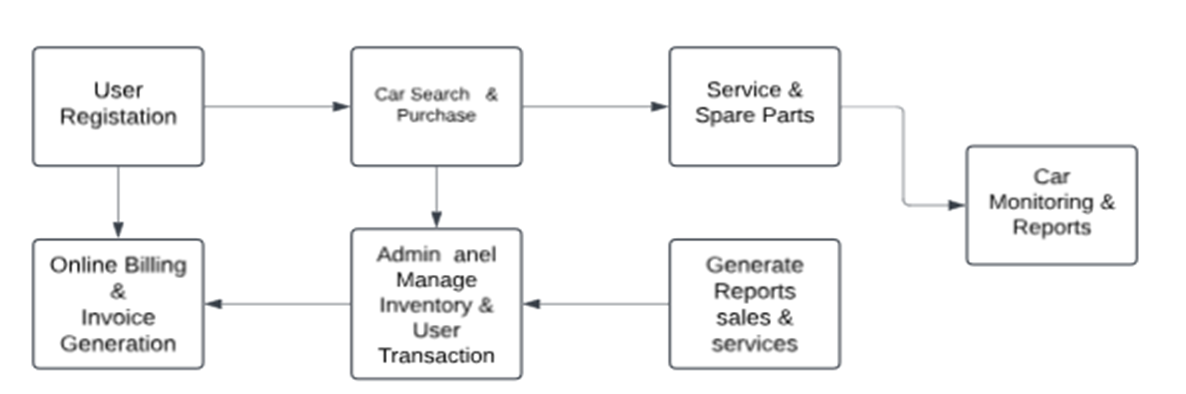 User
Registation
Car Search &
Purchase
Service &
Spare Parts
Car
Monitoring &
Reports
Online Billing
&
Invoice
Generation
Admin anel
Manage
Inventory &
User
Transaction
Generate
Reports
sales &
services